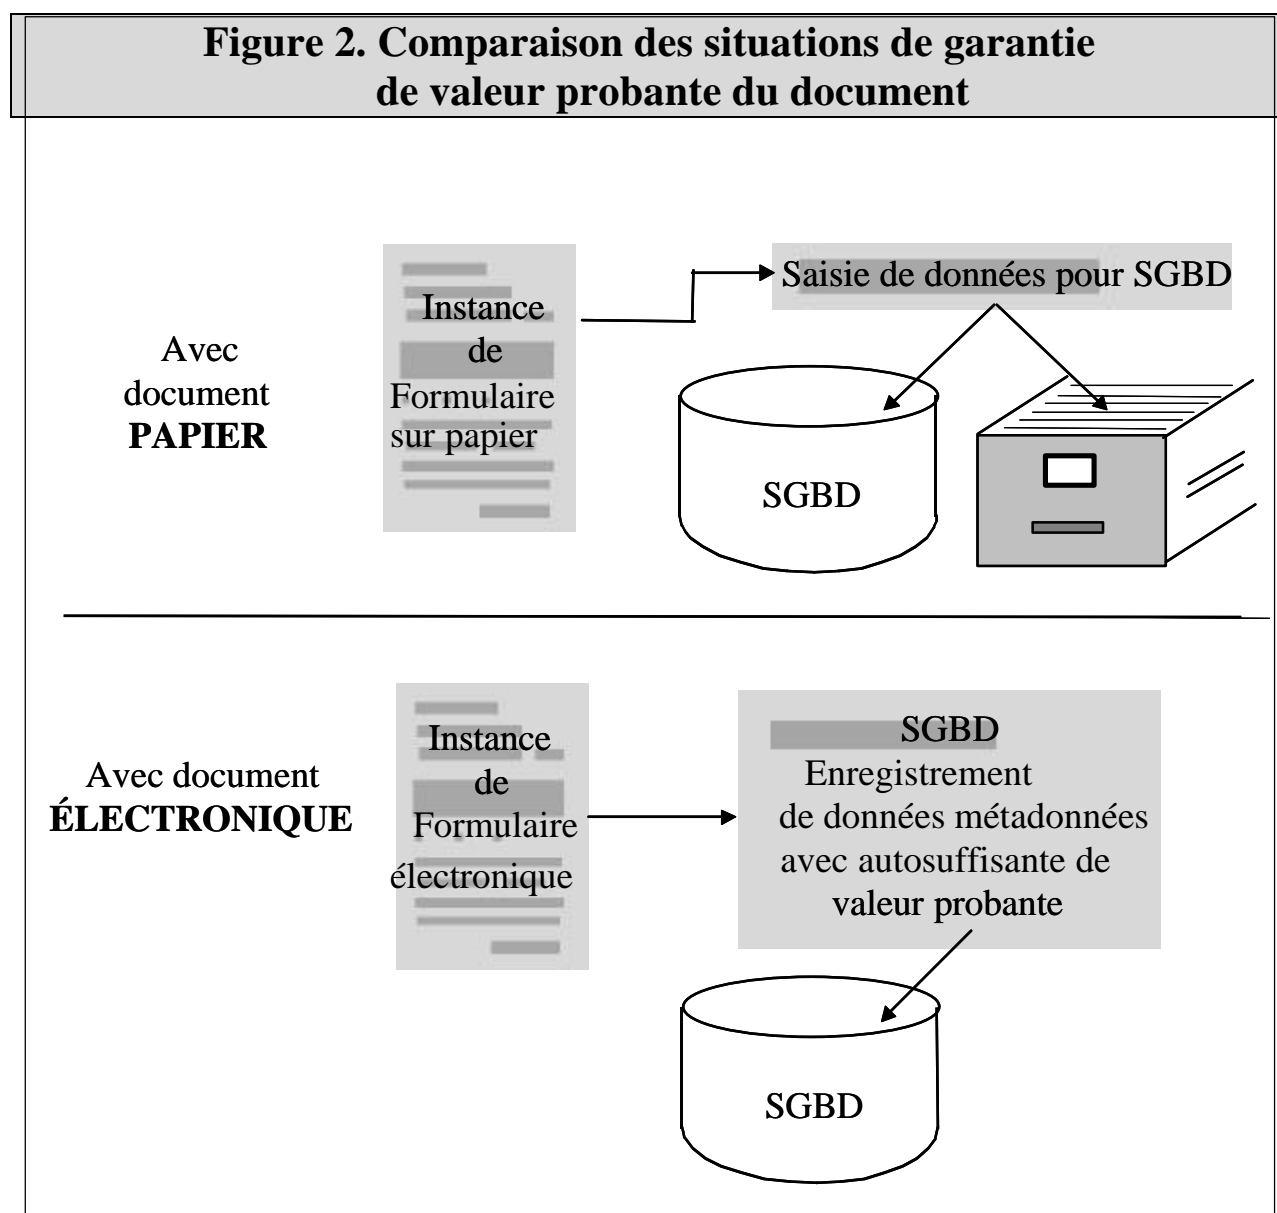 Figure 2. Comparaison des situations de garantie
de valeur probante du document
Avec
document
PAPIER
Instance
de
Formulaire
sur papier
Saisie de données pour SGBD
SGBD
Avec document
ÉLECTRONIQUE
Instance
de
Formulaire
électronique
SGBD
Enregistrement
de données métadonnées
avec autosuffisante de
valeur probante
SGBD